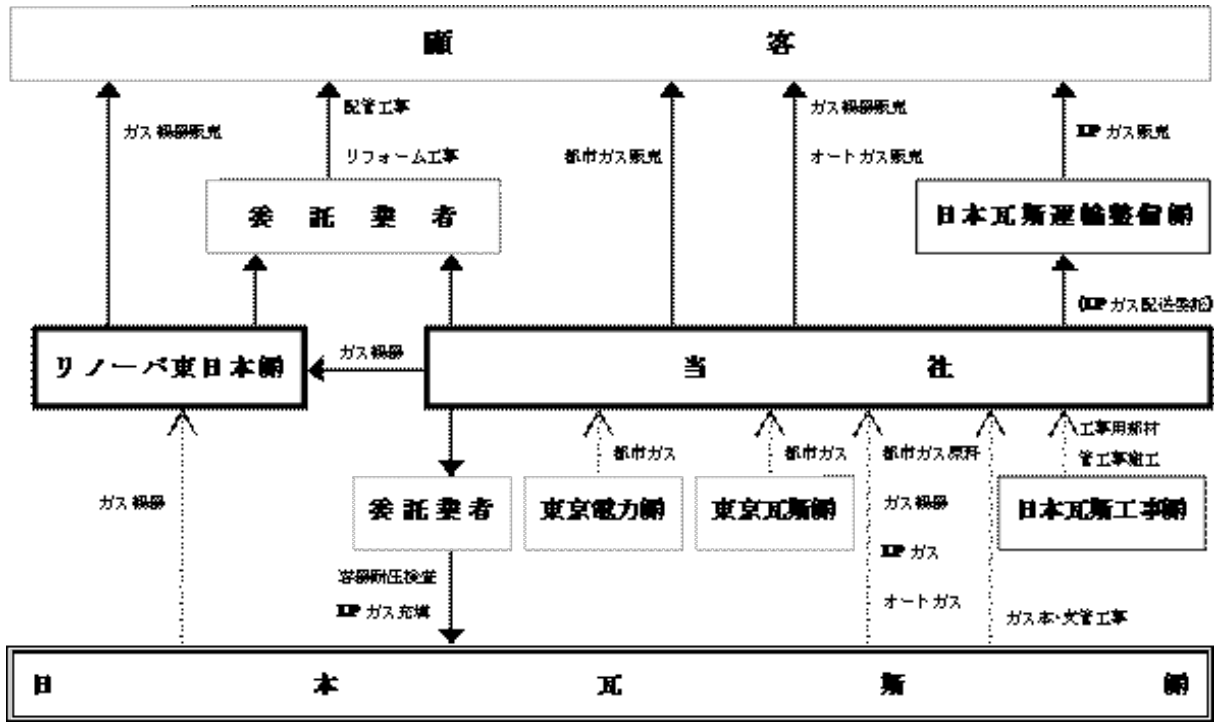 顧客
配管工事
ガス機器販売
ガス機器販売
LPガス販売
リフォーム工事
都市ガス販売
オートガス販売
委託業者
日本瓦斯運輸整備㈱
(LPガス配送委託)
リノーバ東日本㈱
ガス機器
当社
工事用部材
都市ガス
都市ガス
都市ガス原料
管工事施工
ガス機器
委託業者
東京電力㈱
東京瓦斯㈱
ガス機器
日本瓦斯工事㈱
LPガス
容器耐圧検査
LPガス充填
オートガス
ガス本・支管工事
日本瓦斯㈱